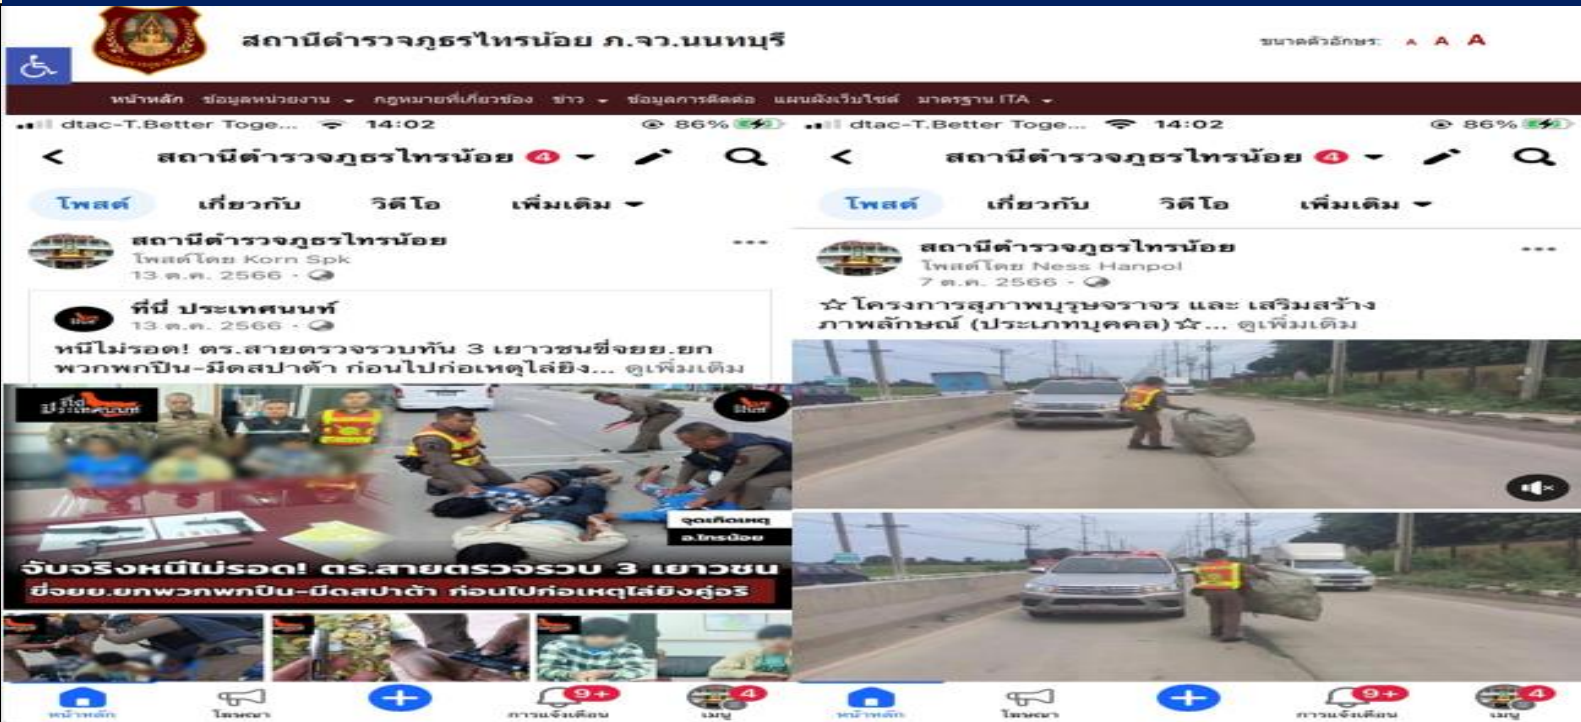 สถานีตำรวจภูธรไทรน้อย ภ.จว.นนทบุรี
ขนาดตัวอักษร: A A A
หน้าหลัก ข้อมูลหน่วยงาน กฎหมายที่เกี่ยวข้อง ข่าว ข้อมูลการติดต่อ แผนผังเว็บไซต์ มาตรฐาน ITA
dtac-T.Better Toge... 14:02 86%
สถานีตำรวจภูธรไทรน้อย 4
โพสต์ เกี่ยวกับ วิดีโอ เพิ่มเติม
สถานีตำรวจภูธรไทรน้อย
โพสต์โดย Korn Spk
13 ต.ค. 2566
ที่นี่ ประเทศนนท์
13 ต.ค. 2566
หนีไม่รอด! ตร.สายตรวจรวบทัน 3 เยาวชนขี่จยย.ยก
พวกพกปืน-มีดสปาต้า ก่อนไปก่อเหตุไล่ยิง... ดูเพิ่มเติม
ที่นี่
ประเทศนนท์
จุดเกิดเหตุ
อ.ไทรน้อย
จับจริงหนีไม่รอด! ตร.สายตรวจรวบ 3 เยาวชน
ขี่จยย.ยกพวกพกปืน-มีดสปาต้า ก่อนไปก่อเหตุไล่ยิงคู่อริ
หน้าหลัก โฆษณา 9+ การแจ้งเตือน 4 เมนู
dtac-T.Better Toge... 14:02 86%
สถานีตำรวจภูธรไทรน้อย 4
โพสต์ เกี่ยวกับ วิดีโอ เพิ่มเติม
สถานีตำรวจภูธรไทรน้อย
โพสต์โดย Ness Hanpol
7 ต.ค. 2566
☆โครงการสุภาพบุรุษจราจร และ เสริมสร้าง
ภาพลักษณ์ (ประเภทบุคคล)☆... ดูเพิ่มเติม
หน้าหลัก โฆษณา 9+ การแจ้งเตือน 4 เมนู